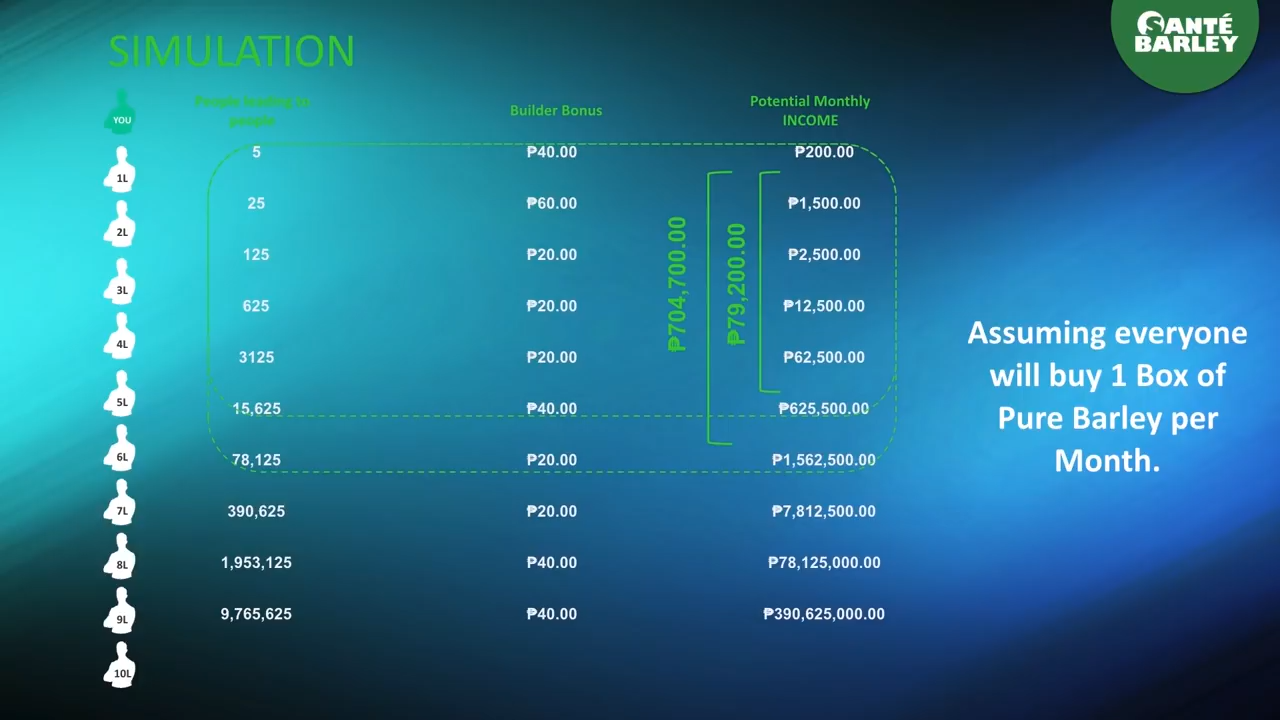 SIMULATION
SANTÉ
BARLEY
YOU
People leading to
people
Builder Bonus
Potential Monthly
INCOME
5 ₱40.00 ₱200.00
1L
25 ₱60.00 ₱1,500.00
2L
125 ₱20.00 ₱2,500.00
3L
625 ₱20.00 ₱12,500.00
4L
3125 ₱20.00 ₱62,500.00
5L
15,625 ₱40.00 ₱625,500.00
6L
78,125 ₱20.00 ₱1,562,500.00
7L
390,625 ₱20.00 ₱7,812,500.00
8L
1,953,125 ₱40.00 ₱78,125,000.00
9L
9,765,625 ₱40.00 ₱390,625,000.00
10L
₱704,700.00
₱79,200.00
Assuming everyone
will buy 1 Box of
Pure Barley per
Month.